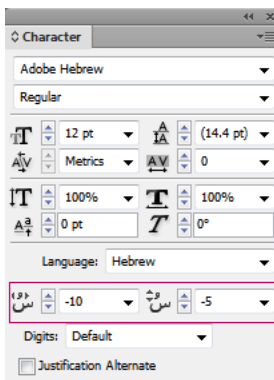 Character
Adobe Hebrew
Regular
12 pt (14.4 pt)
Metrics 0
100% 100%
0 pt 0°
Language: Hebrew
-10 -5
Digits: Default
Justification Alternate